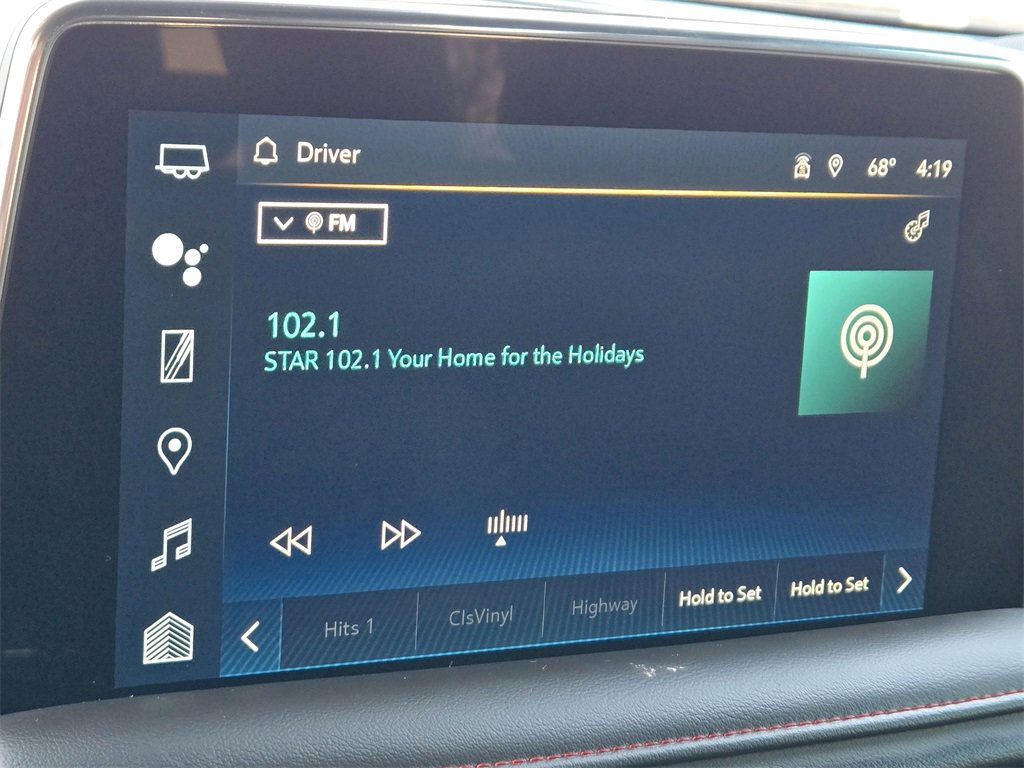 Driver
68° 4:19
FM
102.1
STAR 102.1 Your Home for the Holidays
Hits 1
ClsVinyl
Highway
Hold to Set
Hold to Set